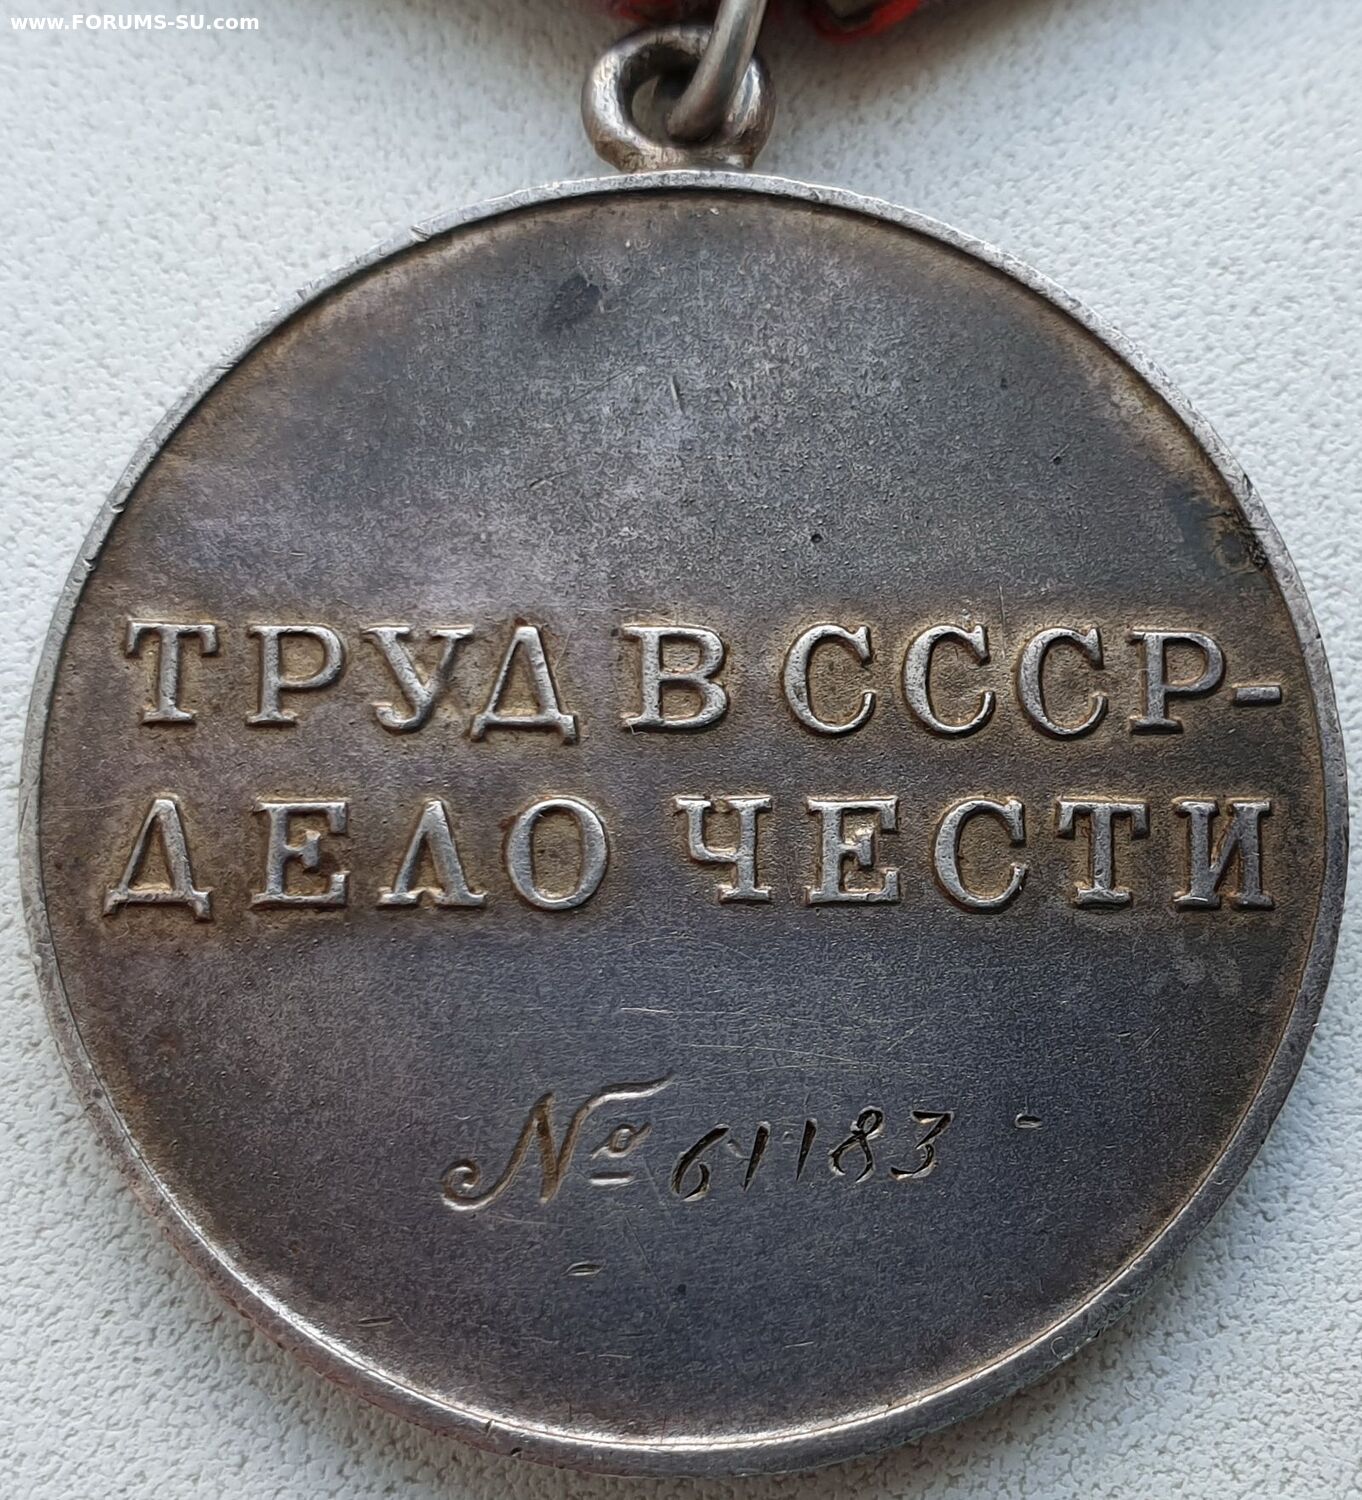 www.FORUMS-SU.com
ТРУД В СССР-
ДЕЛО ЧЕСТИ
№ 61183